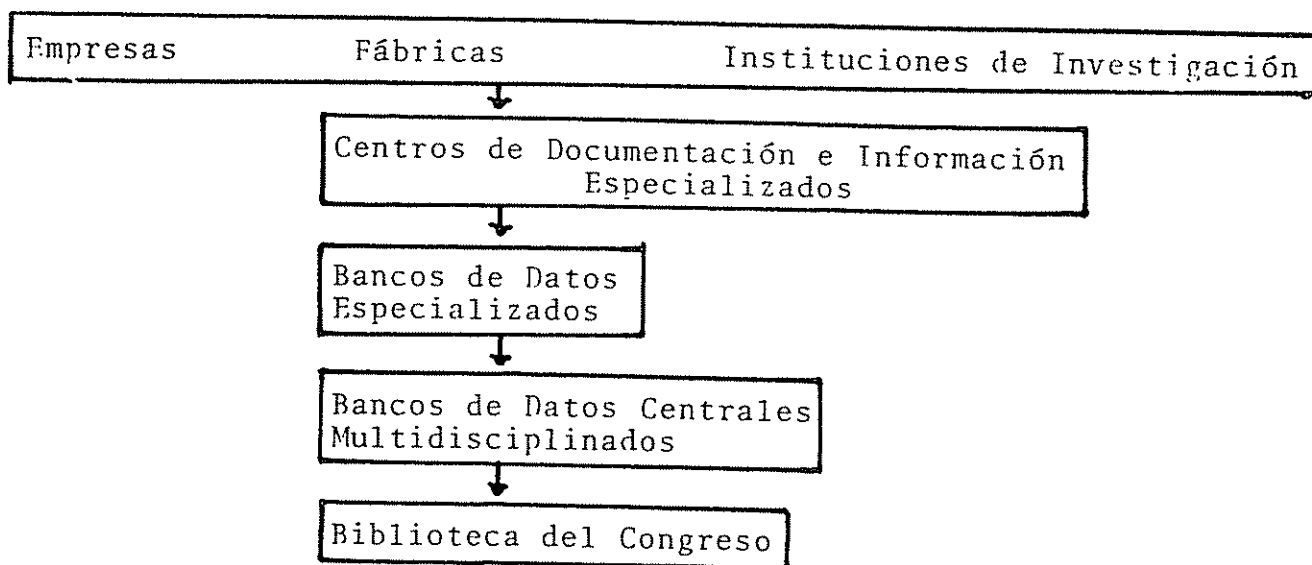 Empresas Fábricas Instituciones de Investigación
Centros de Documentación e Información
Especializados
Bancos de Datos
Especializados
Bancos de Datos Centrales
Multidisciplinados
Biblioteca del Congreso